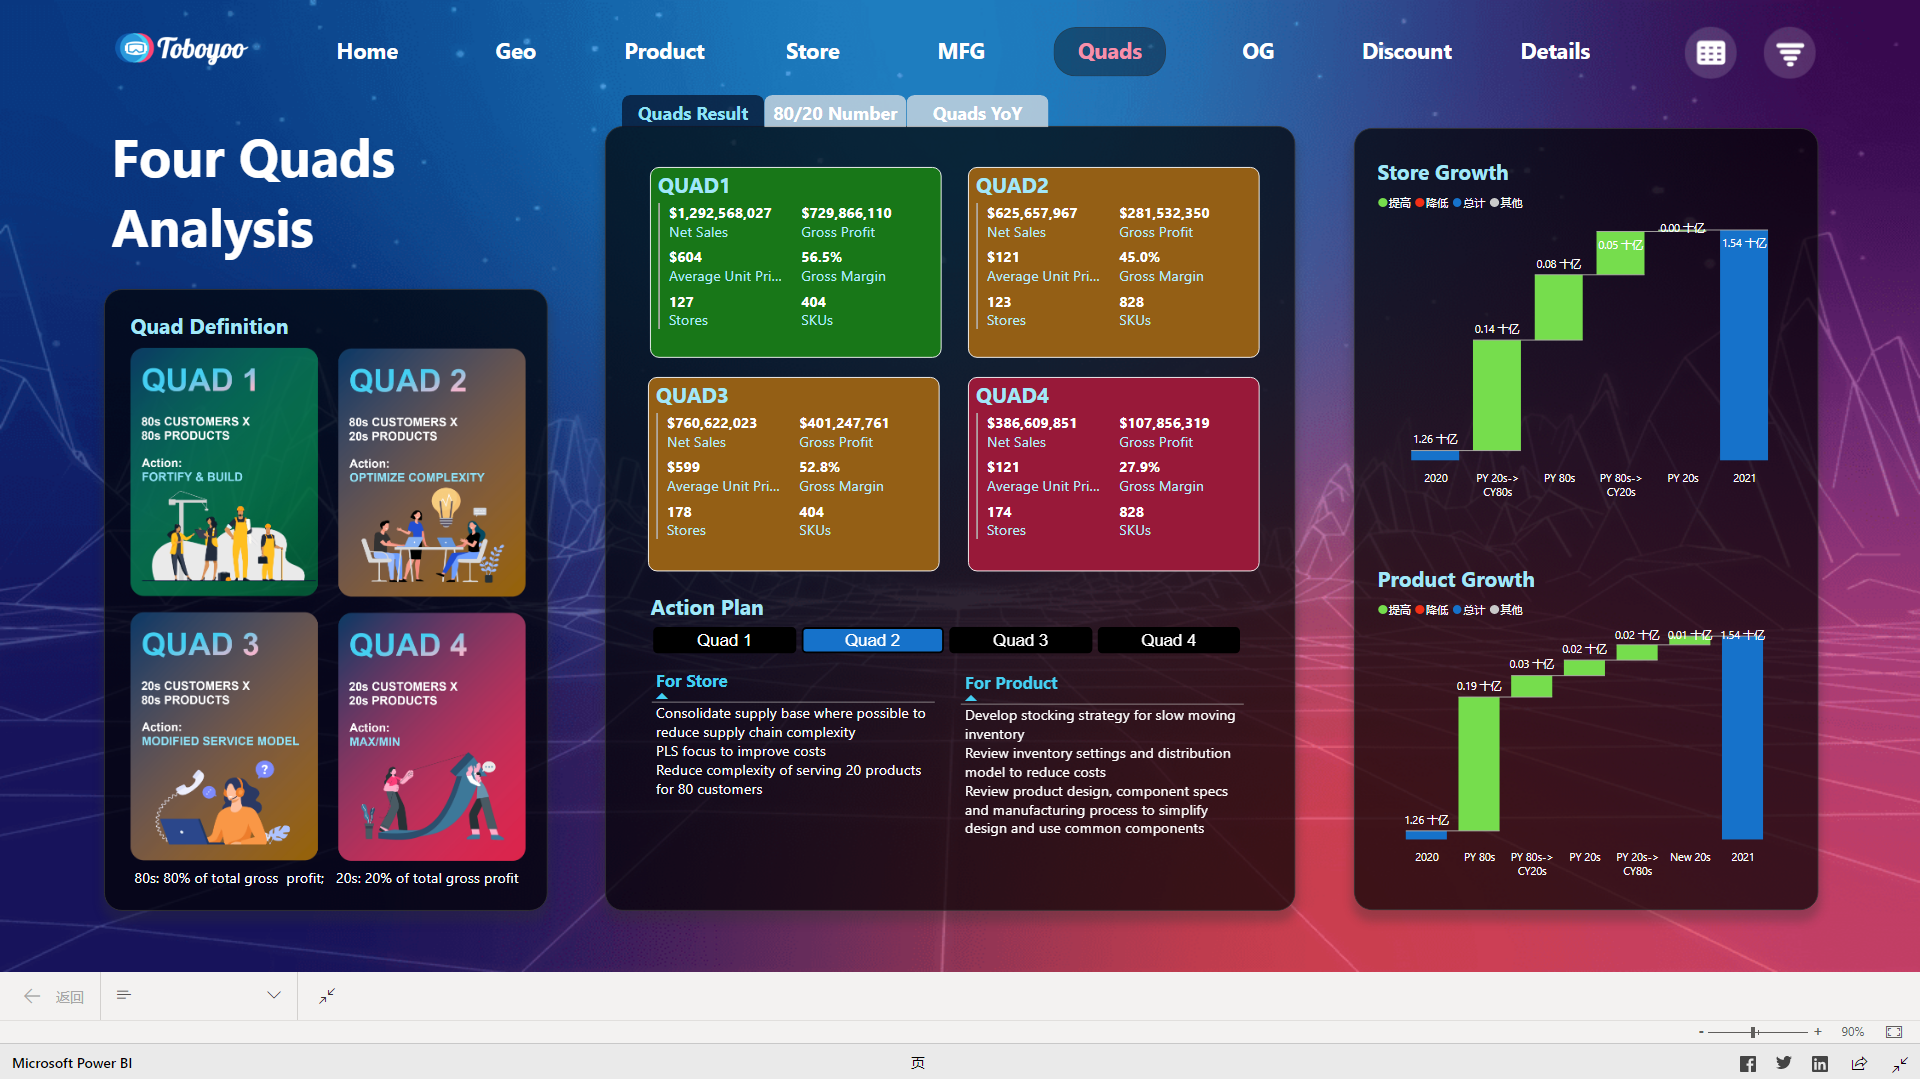 Toboyoo
Home
Geo
Product
Store
MFG
Quads
OG
Discount
Details
Four Quads
Analysis
Quad Definition
QUAD 1
80s CUSTOMERS X
80s PRODUCTS
Action:
FORTIFY & BUILD
QUAD 2
80s CUSTOMERS X
20s PRODUCTS
Action:
OPTIMIZE COMPLEXITY
QUAD 3
20s CUSTOMERS X
80s PRODUCTS
Action:
MODIFIED SERVICE MODEL
?
QUAD 4
20s CUSTOMERS X
20s PRODUCTS
Action:
MAX/MIN
80s: 80% of total gross  profit;   20s: 20% of total gross profit
Quads Result
80/20 Number
Quads YoY
QUAD1
$1,292,568,027 $729,866,110
Net Sales Gross Profit
$604 56.5%
Average Unit Pri... Gross Margin
127 404
Stores SKUs
QUAD2
$625,657,967 $281,532,350
Net Sales Gross Profit
$121 45.0%
Average Unit Pri... Gross Margin
123 828
Stores SKUs
QUAD3
$760,622,023 $401,247,761
Net Sales Gross Profit
$599 52.8%
Average Unit Pri... Gross Margin
178 404
Stores SKUs
QUAD4
$386,609,851 $107,856,319
Net Sales Gross Profit
$121 27.9%
Average Unit Pri... Gross Margin
174 828
Stores SKUs
Action Plan
Quad 1
Quad 2
Quad 3
Quad 4
For Store
Consolidate supply base where possible to
reduce supply chain complexity
PLS focus to improve costs
Reduce complexity of serving 20 products
for 80 customers
For Product
Develop stocking strategy for slow moving
inventory
Review inventory settings and distribution
model to reduce costs
Review product design, component specs
and manufacturing process to simplify
design and use common components
Store Growth
提高 降低 总计 其他
1.26 十亿
0.14 十亿
0.08 十亿
0.05 十亿
0.00 十亿
1.54 十亿
2020
PY 20s->
CY80s
PY 80s
PY 80s->
CY20s
PY 20s
2021
Product Growth
提高 降低 总计 其他
1.26 十亿
0.19 十亿
0.03 十亿
0.02 十亿
0.02 十亿
0.01 十亿
1.54 十亿
2020
PY 80s
PY 80s->
CY20s
PY 20s
PY 20s->
CY80s
New 20s
2021
返回
- + 90%
Microsoft Power BI
页